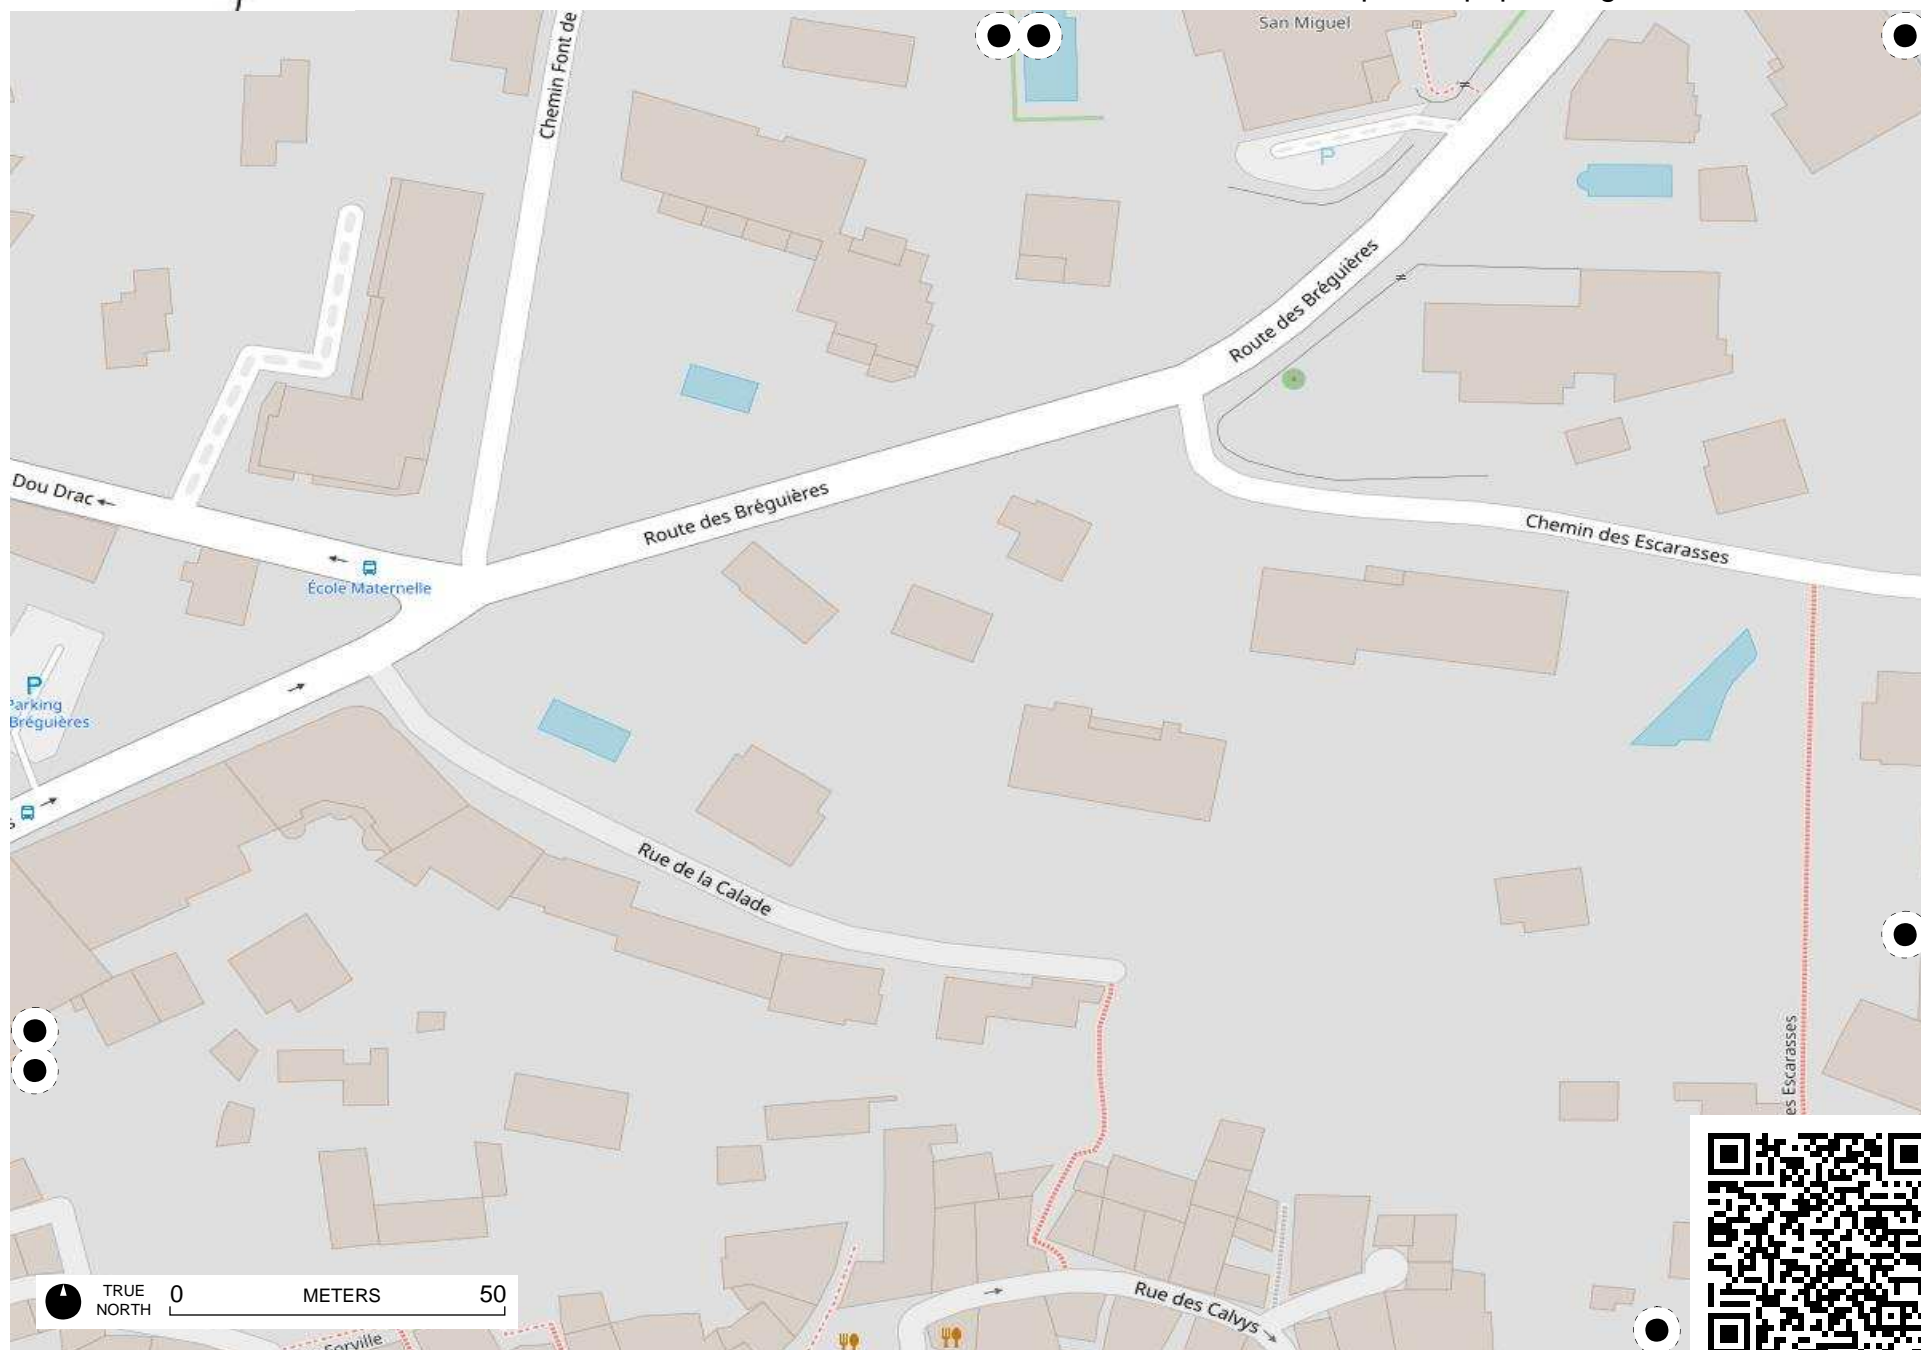 San Miguel
Chemin Font de
P
Route des Bréguières
Dou Drac
Route des Bréguières
Chemin des Escarasses
École Maternelle
P
Parking
Bréguières
s
Rue de la Calade
es Escarasses
TRUE
NORTH
0 METERS 50
Rue des Calvys
Forville